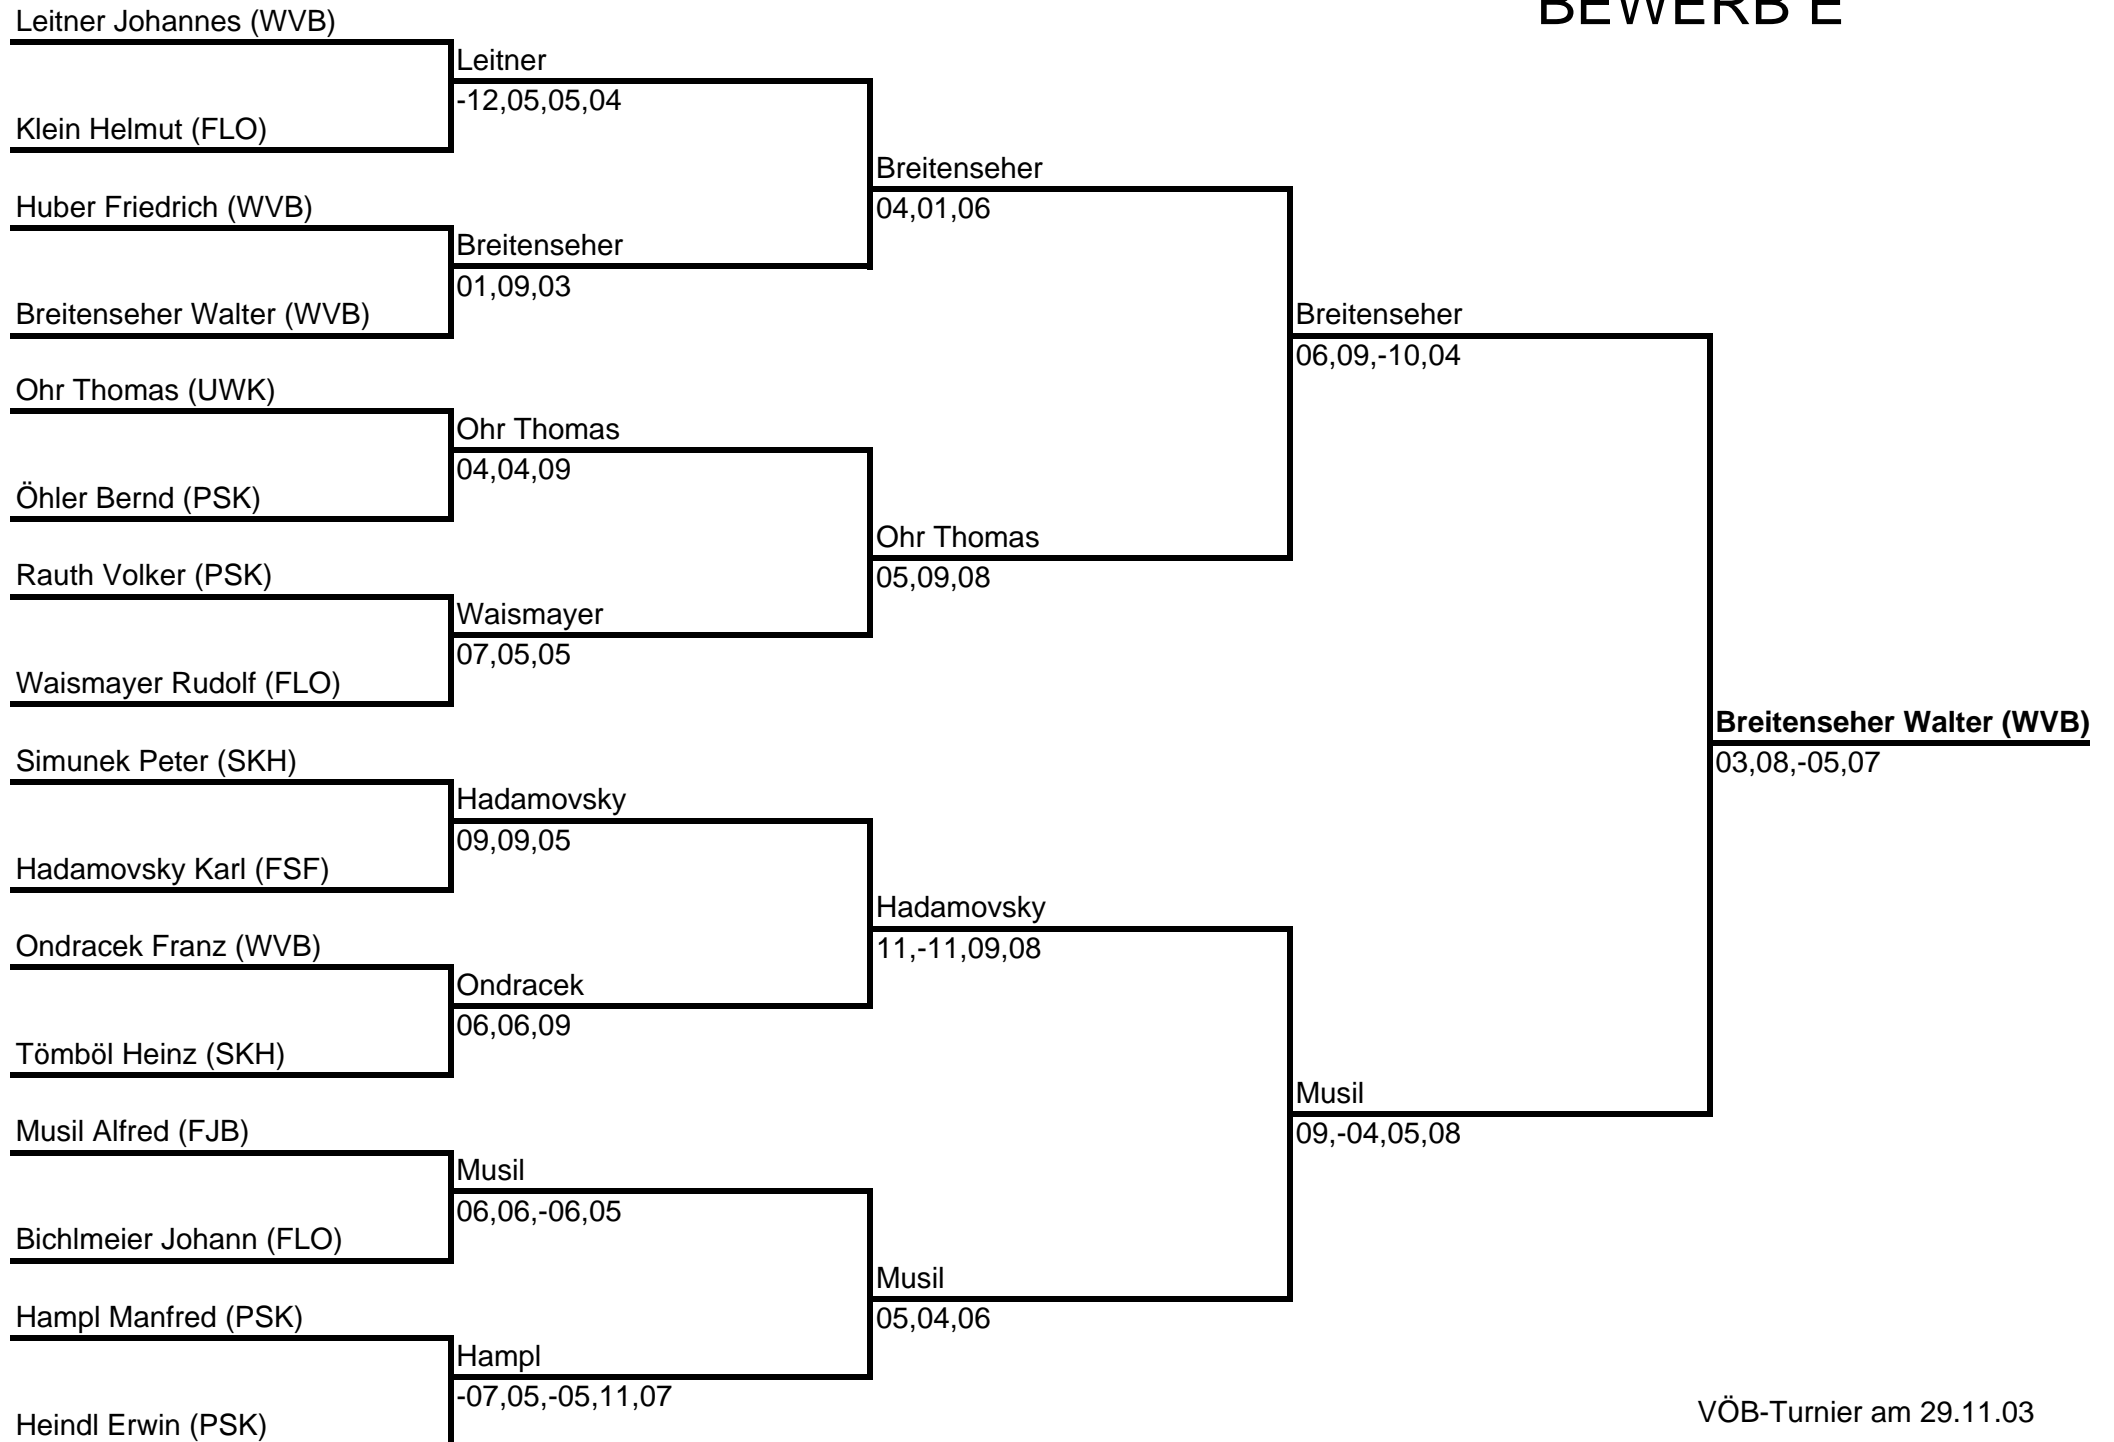 BEWERB E
Leitner Johannes (WVB)
Leitner
-12,05,05,04
Klein Helmut (FLO)
Breitenseher
04,01,06
Huber Friedrich (WVB)
Breitenseher
01,09,03
Breitenseher Walter (WVB)
Breitenseher
06,09,-10,04
Ohr Thomas (UWK)
Ohr Thomas
04,04,09
Öhler Bernd (PSK)
Ohr Thomas
05,09,08
Rauth Volker (PSK)
Waismayer
07,05,05
Waismayer Rudolf (FLO)
Breitenseher Walter (WVB)
03,08,-05,07
Simunek Peter (SKH)
Hadamovsky
09,09,05
Hadamovsky Karl (FSF)
Hadamovsky
11,-11,09,08
Ondracek Franz (WVB)
Ondracek
06,06,09
Tömböl Heinz (SKH)
Musil
09,-04,05,08
Musil Alfred (FJB)
Musil
06,06,-06,05
Bichlmeier Johann (FLO)
Musil
05,04,06
Hampl Manfred (PSK)
Hampl
-07,05,-05,11,07
Heindl Erwin (PSK)
VÖB-Turnier am 29.11.03